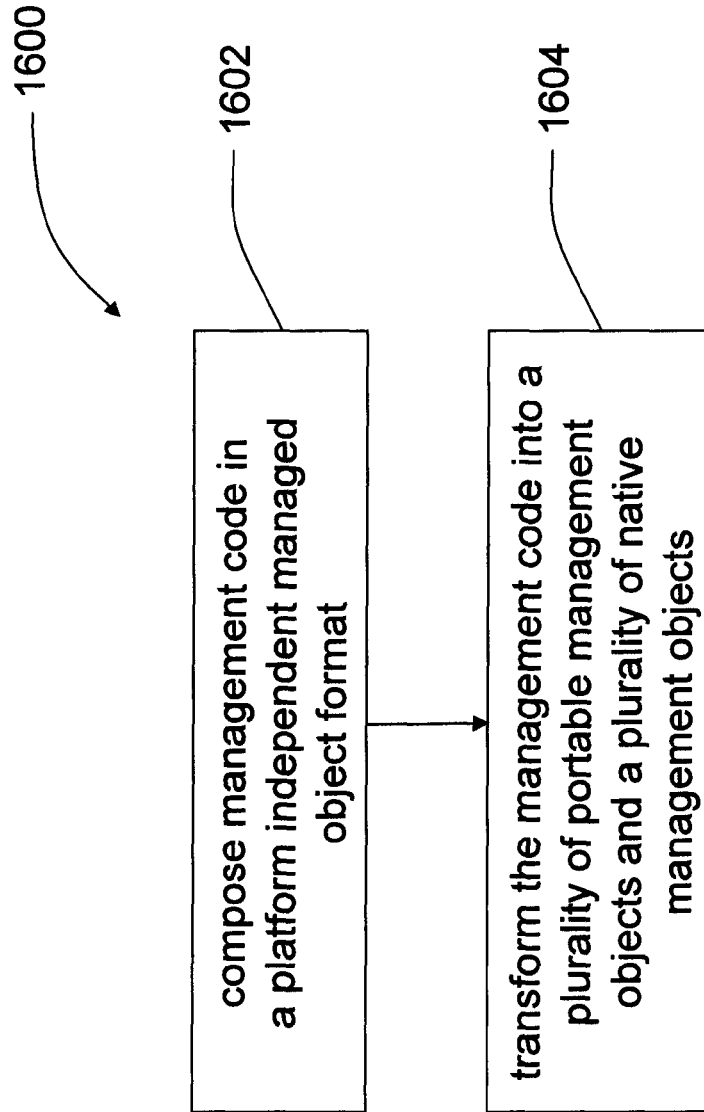 1600
compose management code in
a platform independent managed
object format
1602
transform the management code into a
plurality of portable management
objects and a plurality of native
management objects
1604